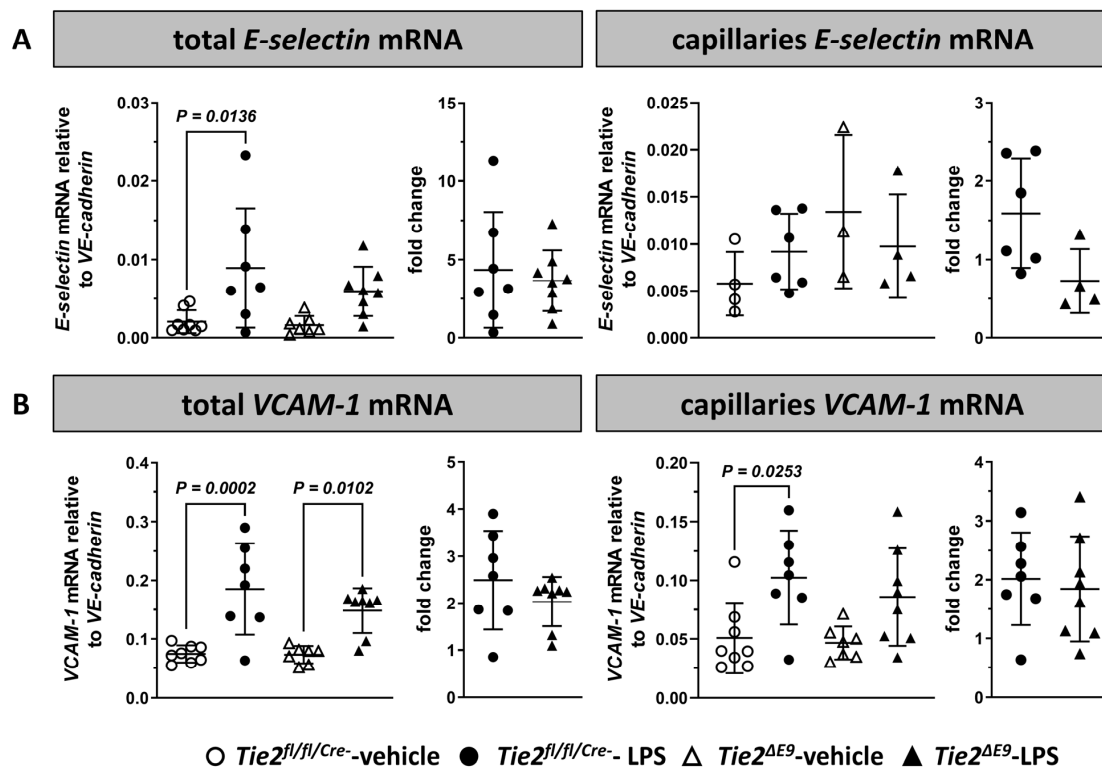 A
total E-selectin mRNA
capillaries E-selectin mRNA
E-selectin mRNA relative
to VE-cadherin
0.03
0.02
0.01
0.00
P = 0.0136
fold change
15
10
5
0
E-selectin mRNA relative
to VE-cadherin
0.025
0.020
0.015
0.010
0.005
0.000
fold change
3
2
1
0
B
total VCAM-1 mRNA
capillaries VCAM-1 mRNA
VCAM-1 mRNA relative
to VE-cadherin
0.4
0.3
0.2
0.1
0.0
P = 0.0002
P = 0.0102
fold change
5
4
3
2
1
0
VCAM-1 mRNA relative
to VE-cadherin
0.20
0.15
0.10
0.05
0.00
P = 0.0253
fold change
4
3
2
1
0
Tie2fl/fl/Cre--vehicle Tie2fl/fl/Cre-- LPS Tie2ΔE9-vehicle Tie2ΔE9-LPS